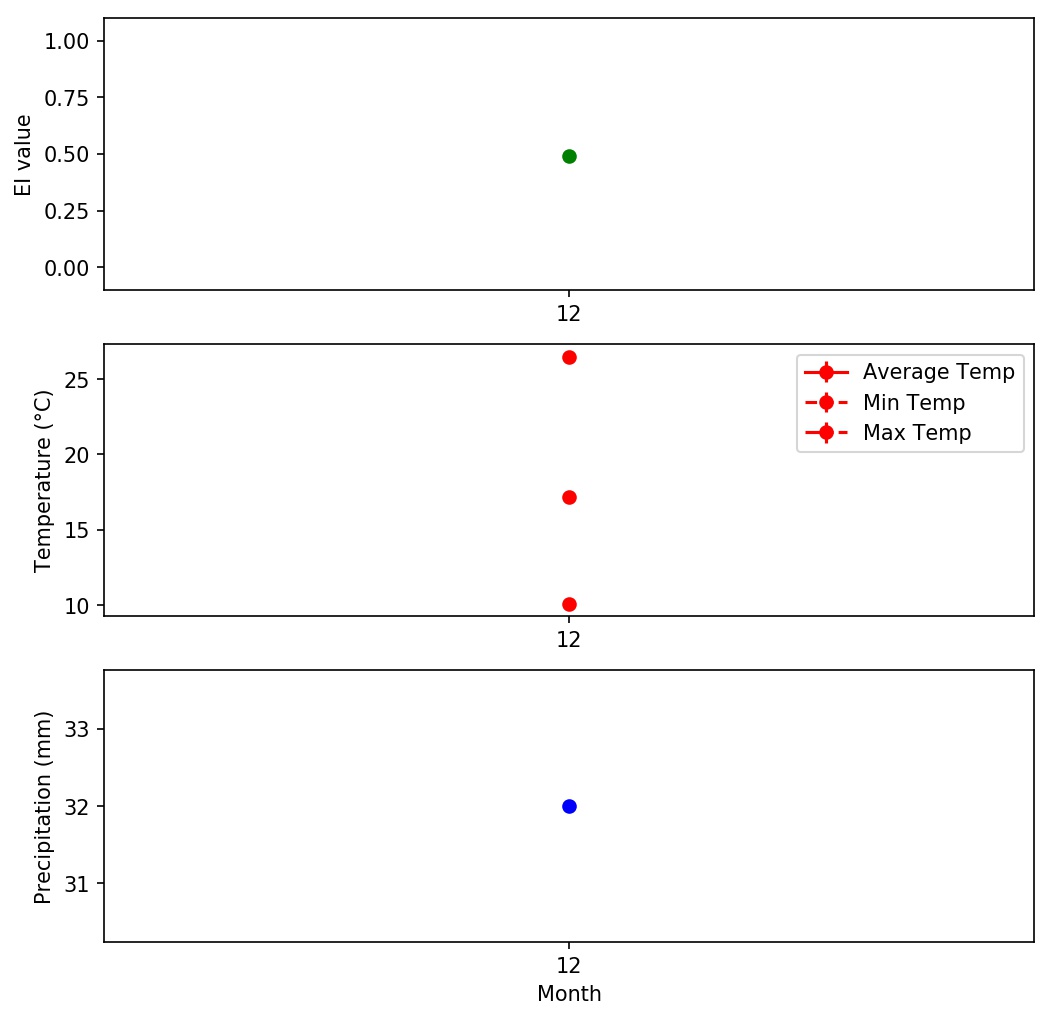 EI value
1.00
0.75
0.50
0.25
0.00
12
Temperature (°C)
25
20
15
10
Average Temp
Min Temp
Max Temp
12
Precipitation (mm)
33
32
31
12
Month